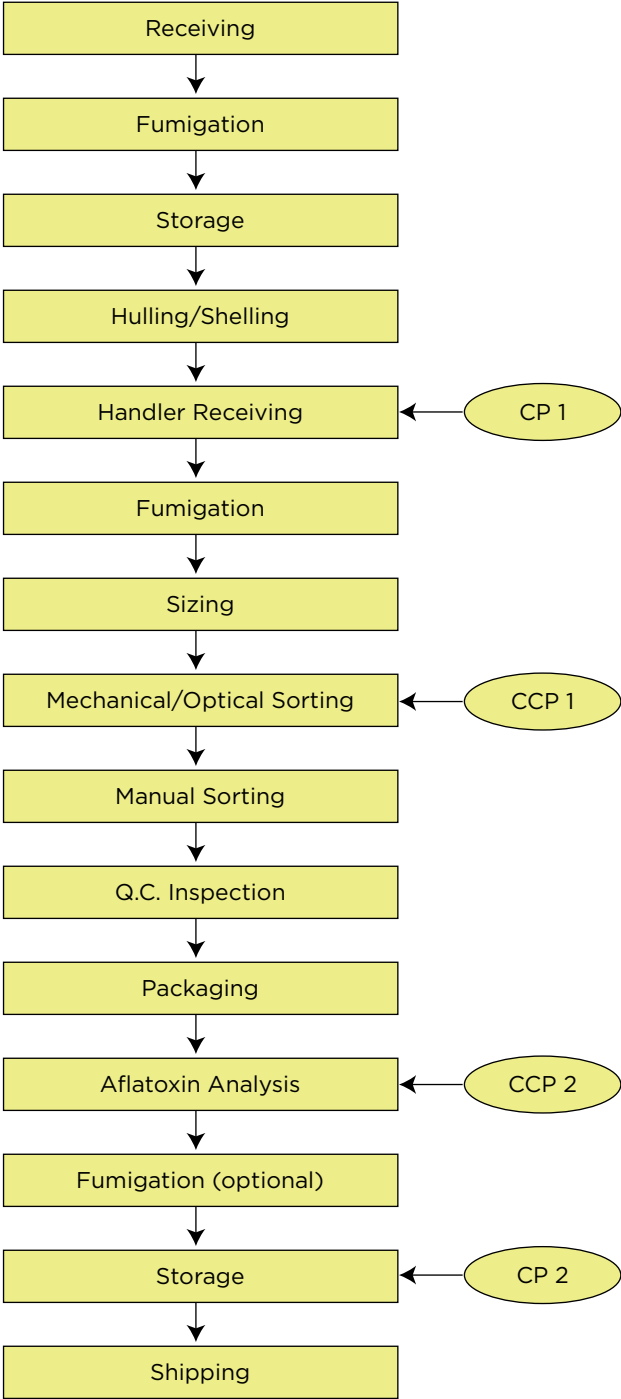 Receiving
Fumigation
Storage
Hulling/Shelling
Handler Receiving
CP 1
Fumigation
Sizing
Mechanical/Optical Sorting
CCP 1
Manual Sorting
Q.C. Inspection
Packaging
Aflatoxin Analysis
CCP 2
Fumigation (optional)
Storage
CP 2
Shipping